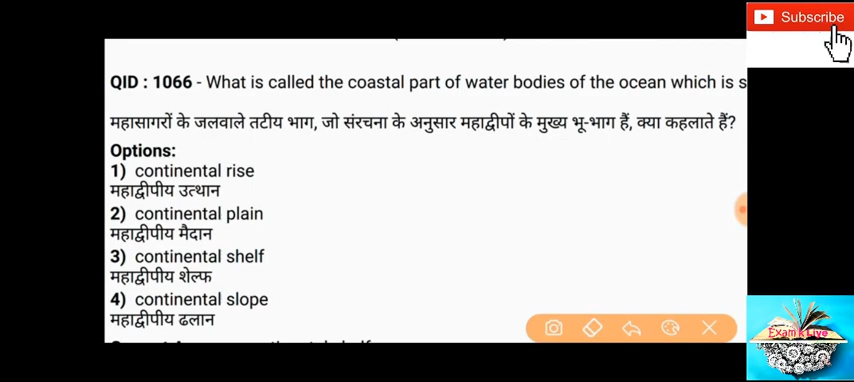 Subscribe
QID : 1066 - What is called the coastal part of water bodies of the ocean which is s
महासागरों के जलवाले तटीय भाग, जो संरचना के अनुसार महाद्वीपों के मुख्य भू-भाग हैं, क्या कहलाते हैं?
Options:
1) continental rise
महाद्वीपीय उत्थान
2) continental plain
महाद्वीपीय मैदान
3) continental shelf
महाद्वीपीय शेल्फ
4) continental slope
महाद्वीपीय ढलान
Exam k Live